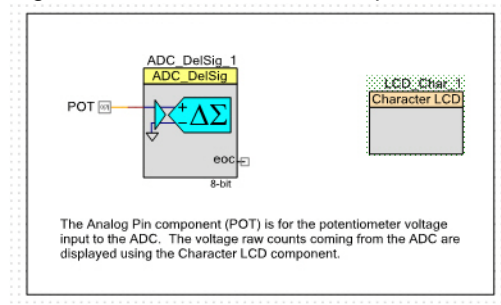 ADC_DelSig_1
ADC_DelSig
LCD_Char_1
Character LCD
POT
ΔΣ
eoc
8-bit
The Analog Pin component (POT) is for the potentiometer voltage
input to the ADC. The voltage raw counts coming from the ADC are
displayed using the Character LCD component.